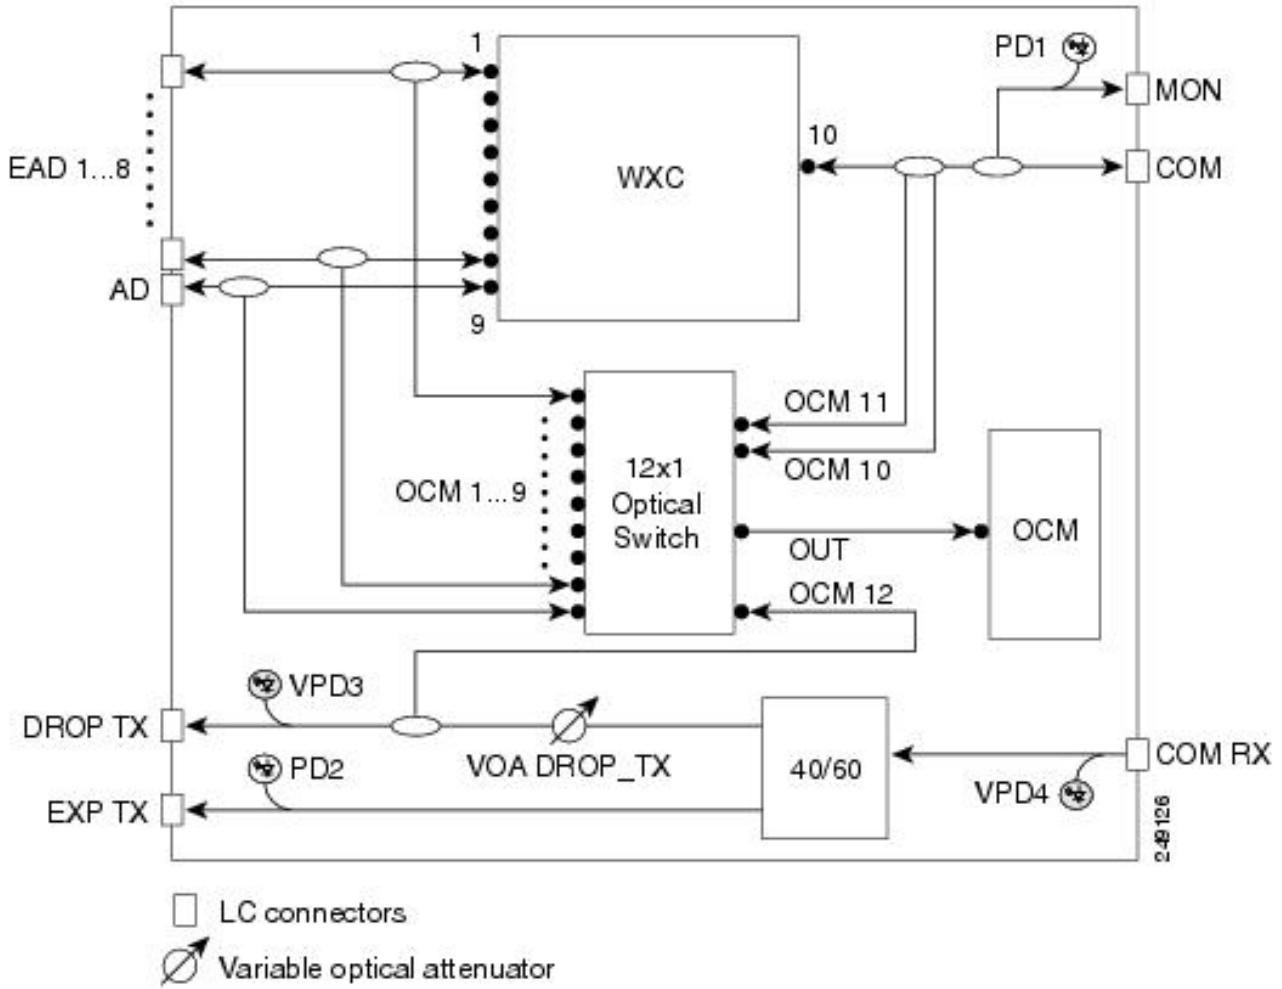 1
PD1
MON
10
EAD 1...8
WXC
COM
AD
9
OCM 11
12x1
Optical
Switch
OCM 10
OCM 1...9
OCM
OUT
OCM 12
VPD3
DROP TX
VOA DROP_TX
40/60
COM RX
PD2
VPD4
EXP TX
249126
LC connectors
Variable optical attenuator